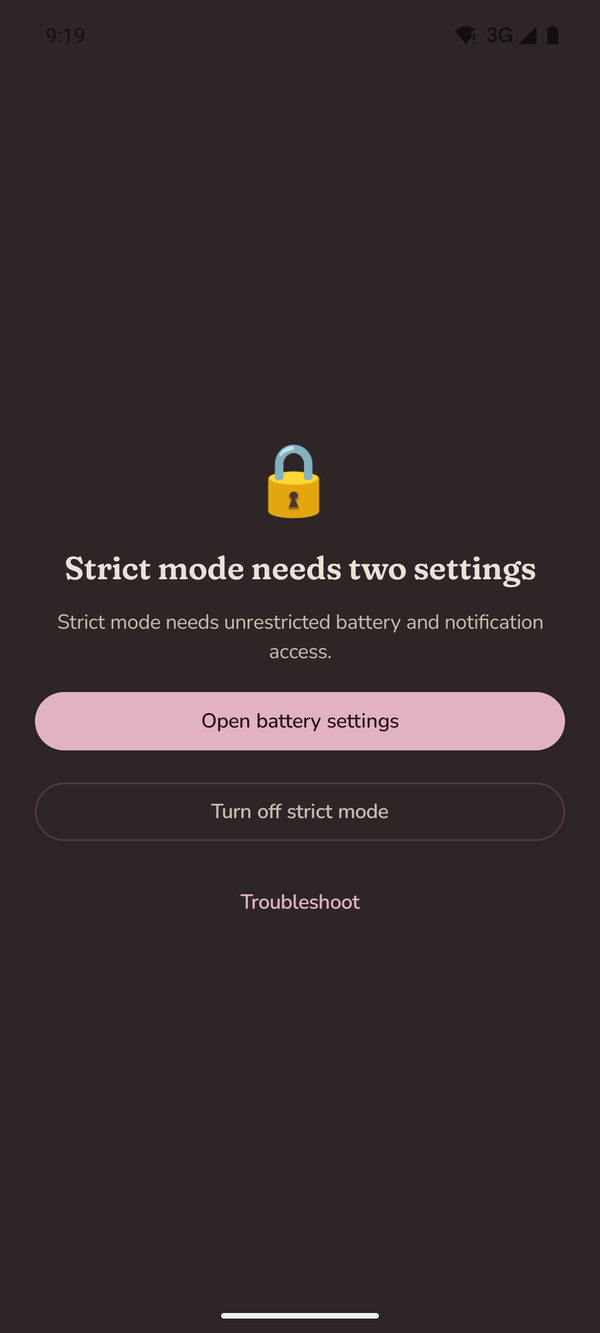 9:19
3G
Strict mode needs two settings
Strict mode needs unrestricted battery and notification
access.
Open battery settings
Turn off strict mode
Troubleshoot